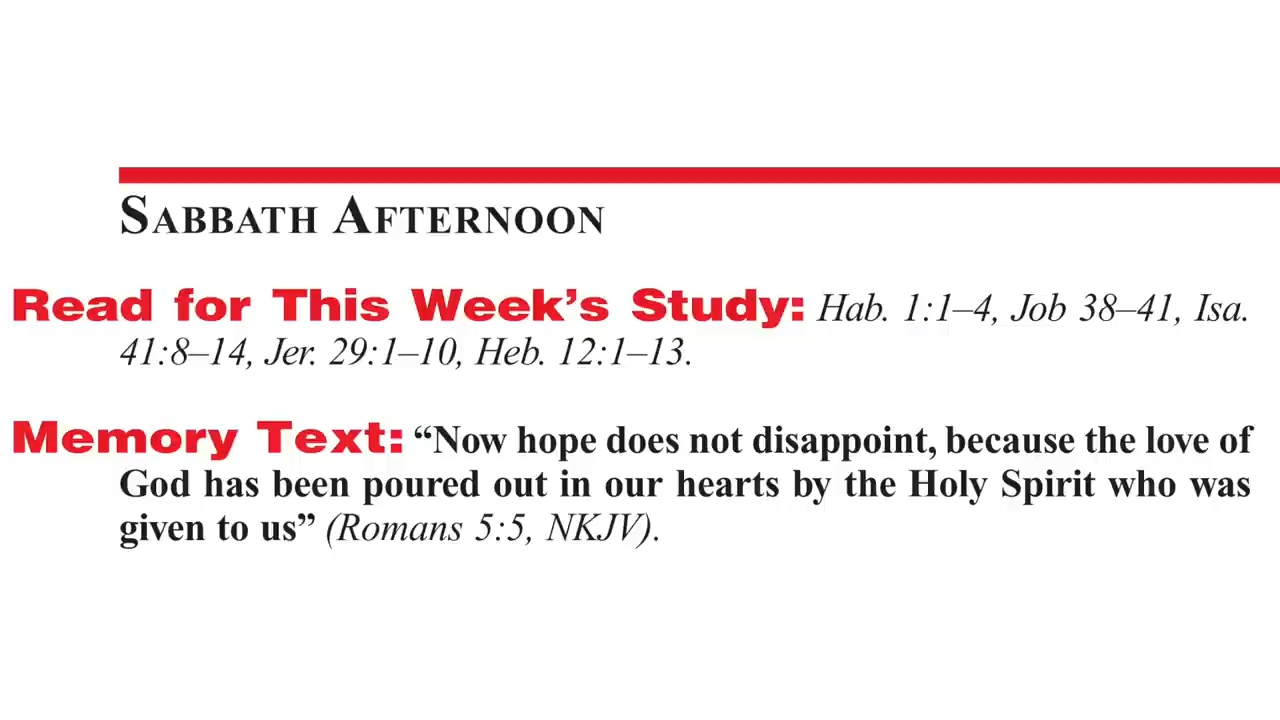 SABBATH AFTERNOON
Read for This Week’s Study: Hab. 1:1–4, Job 38–41, Isa.
41:8–14, Jer. 29:1–10, Heb. 12:1–13.
Memory Text: “Now hope does not disappoint, because the love of
God has been poured out in our hearts by the Holy Spirit who was
given to us” (Romans 5:5, NKJV).